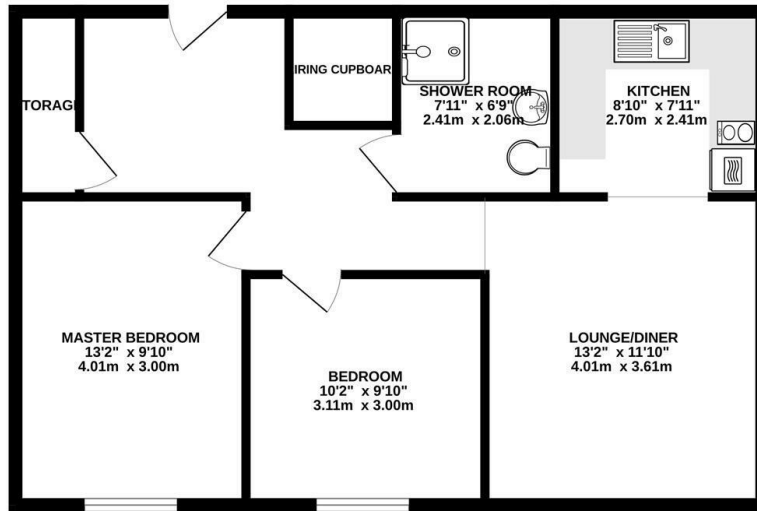 TORAGE
IRING CUPBOAR
SHOWER ROOM
7'11" x 6'9"
2.41m x 2.06m
KITCHEN
8'10" x 7'11"
2.70m x 2.41m
MASTER BEDROOM
13'2" x 9'10"
4.01m x 3.00m
BEDROOM
10'2" x 9'10"
3.11m x 3.00m
LOUNGE/DINER
13'2" x 11'10"
4.01m x 3.61m